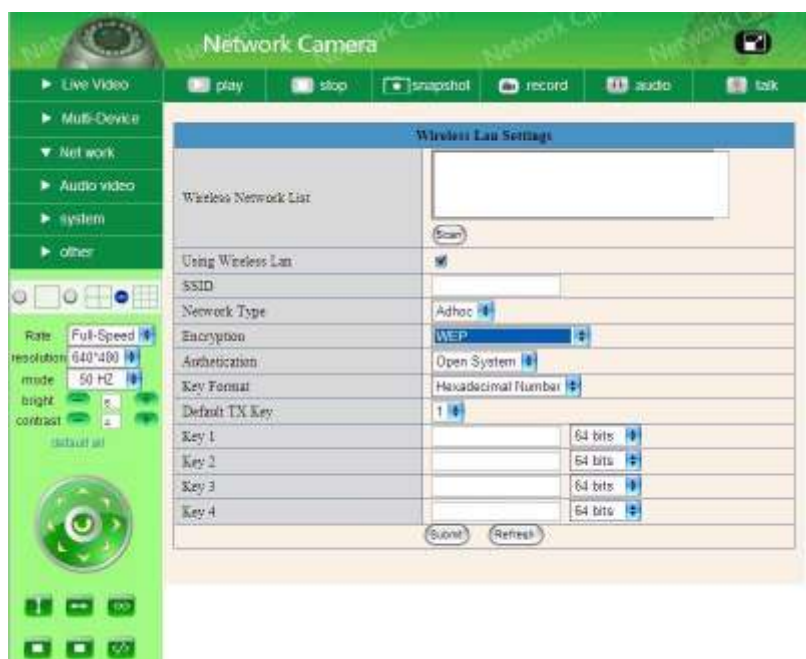 Network Camera
Live Video
play
stop
snapshot
record
audio
talk
Multi-Device
Net work
Audio video
system
other
Wireless Lan Settings
Wireless Network List
Scan
Using Wireless Lan
SSID
Network Type Adhoc
Encryption WEP
Authetication Open System
Key Format Hexadecimal Number
Default TX Key 1
Key 1 64 bits
Key 2 64 bits
Key 3 64 bits
Key 4 64 bits
Submit Refresh
Rate Full-Speed
resolution 640*480
mode 50 HZ
bright
contrast
default all